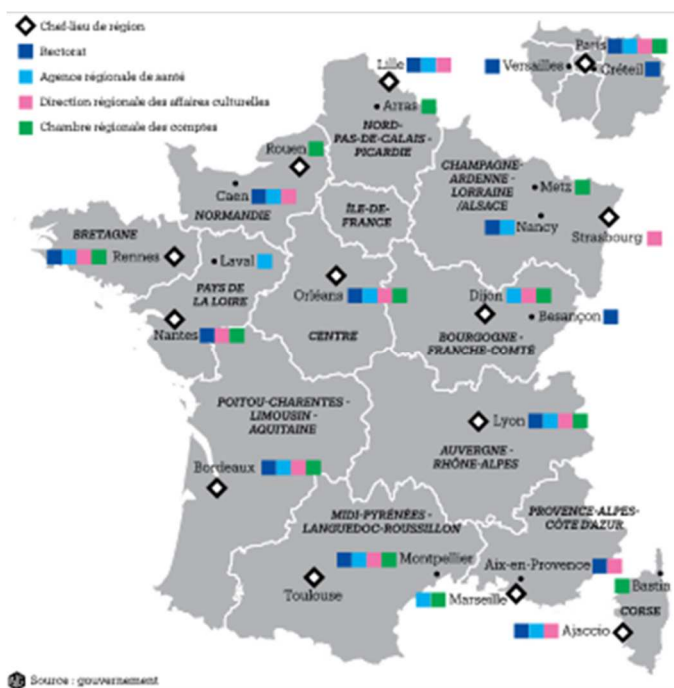 Chef-lieu de région
Rectorat
Agence régionale de santé
Direction régionale des affaires culturelles
Chambre régionale des comptes
Paris
Versailles
Créteil
Lille
Arras
NORD-
PAS-DE-CALAIS -
PICARDIE
Rouen
Caen
NORMANDIE
ÎLE-DE-
FRANCE
CHAMPAGNE-
ARDENNE -
LORRAINE
/ALSACE
Metz
Nancy
Strasbourg
BRETAGNE
Rennes
Laval
PAYS DE
LA LOIRE
Nantes
Orléans
CENTRE
Dijon
Besançon
BOURGOGNE -
FRANCHE-COMTÉ
POITOU-CHARENTES -
LIMOUSIN -
AQUITAINE
Bordeaux
Lyon
AUVERGNE -
RHÔNE-ALPES
MIDI-PYRÉNÉES -
LANGUEDOC-ROUSSILLON
Montpellier
Toulouse
PROVENCE-ALPES-
CÔTE D'AZUR
Aix-en-Provence
Marseille
Bastia
CORSE
Ajaccio
Source : gouvernement